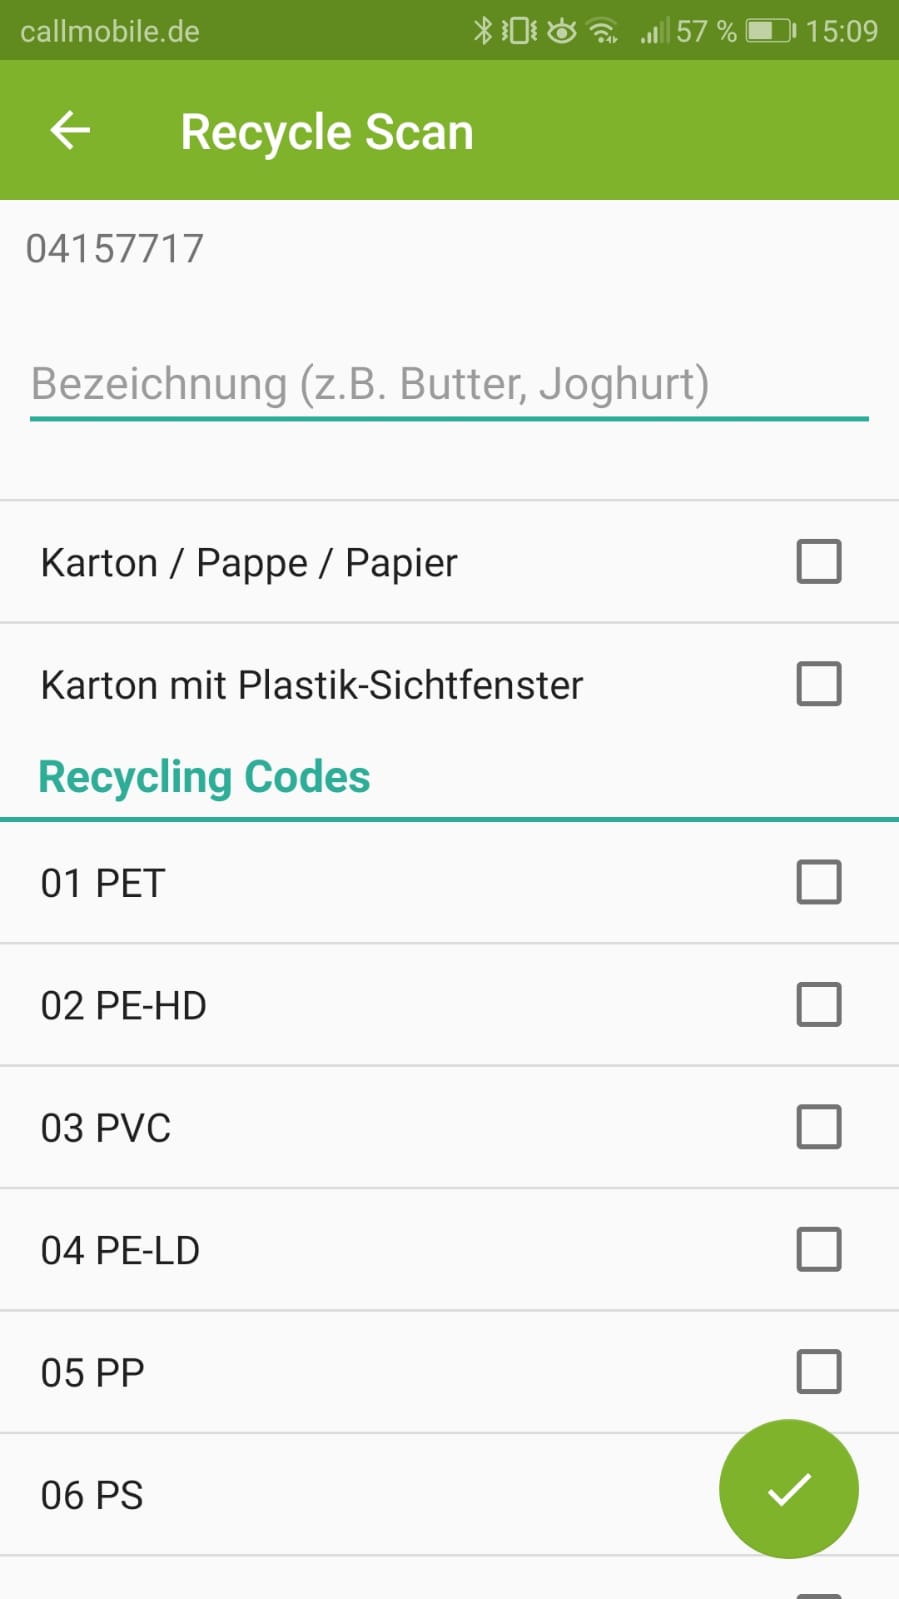 callmobile.de 57 % 15:09
Recycle Scan
04157717
Bezeichnung (z.B. Butter, Joghurt)
Karton / Pappe / Papier
Karton mit Plastik-Sichtfenster
Recycling Codes
01 PET
02 PE-HD
03 PVC
04 PE-LD
05 PP
06 PS